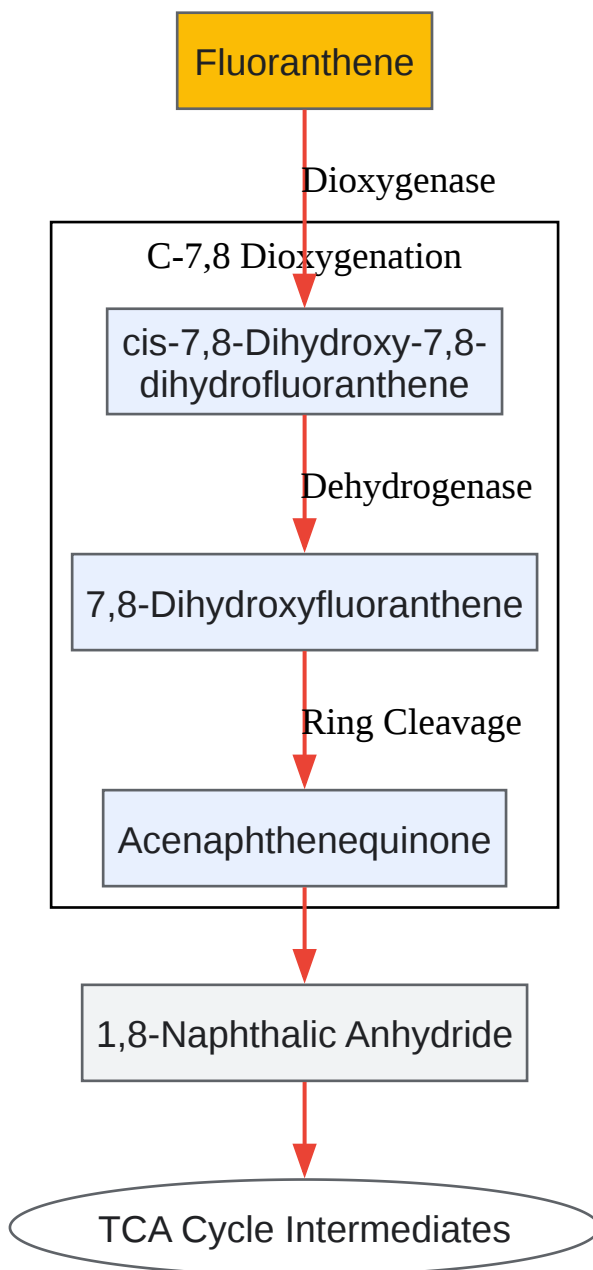 Fluoranthene
Dioxygenase
C-7,8 Dioxygenation
cis-7,8-Dihydroxy-7,8-
dihydrofluoranthene
Dehydrogenase
7,8-Dihydroxyfluoranthene
Ring Cleavage
Acenaphthenequinone
1,8-Naphthalic Anhydride
TCA Cycle Intermediates